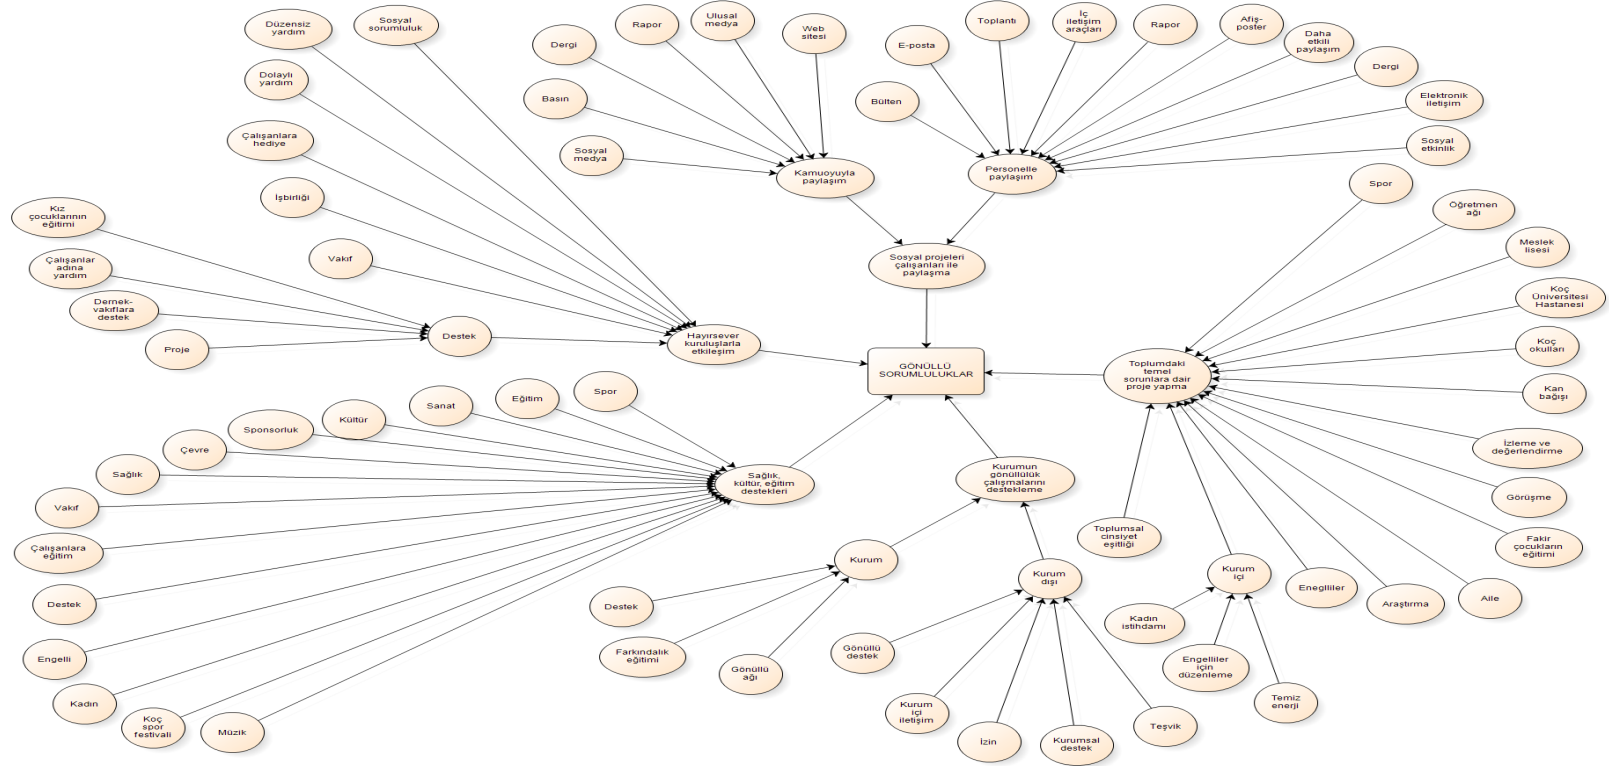 Düzensiz
yardım
Sosyal
sorumluluk
Dolaylı
yardım
Çalışanlara
hediye
İşbirliği
Vakıf
Kız
çocuklarının
eğitimi
Çalışanlar
adına
yardım
Dernek-
vakıflara
destek
Proje
Destek
Hayırsever
kuruluşlarla
etkileşim
Dergi
Rapor
Ulusal
medya
Web
sitesi
Basın
Sosyal
medya
Kamuoyuyla
paylaşım
E-posta
Toplantı
İç
iletişim
araçları
Rapor
Afiş-
poster
Daha
etkili
paylaşım
Dergi
Elektronik
iletişim
Sosyal
etkinlik
Bülten
Personelle
paylaşım
Sosyal projeleri
çalışanları ile
paylaşma
GÖNÜLLÜ
SORUMLULUKLAR
Spor
Öğretmen
ağı
Meslek
lisesi
Koç
Üniversitesi
Hastanesi
Koç
okulları
Kan
bağışı
İzleme ve
değerlendirme
Görüşme
Fakir
çocukların
eğitimi
Aile
Araştırma
Enegliler
Toplumdaki
temel
sorunlara dair
proje yapma
Toplumsal
cinsiyet
eşitliği
Kurum
içi
Kadın
istihdamı
Engelliler
için
düzenleme
Temiz
enerji
Spor
Eğitim
Sanat
Kültür
Sponsorluk
Çevre
Sağlık
Vakıf
Çalışanlara
eğitim
Destek
Engelli
Kadın
Koç
spor
festivali
Müzik
Sağlık,
kültür, eğitim
destekleri
Kurumun
gönüllülük
çalışmalarını
destekleme
Kurum
Destek
Farkındalık
eğitimi
Gönüllü
ağı
Kurum
dışı
Gönüllü
destek
Kurum
içi
iletişim
İzin
Kurumsal
destek
Teşvik